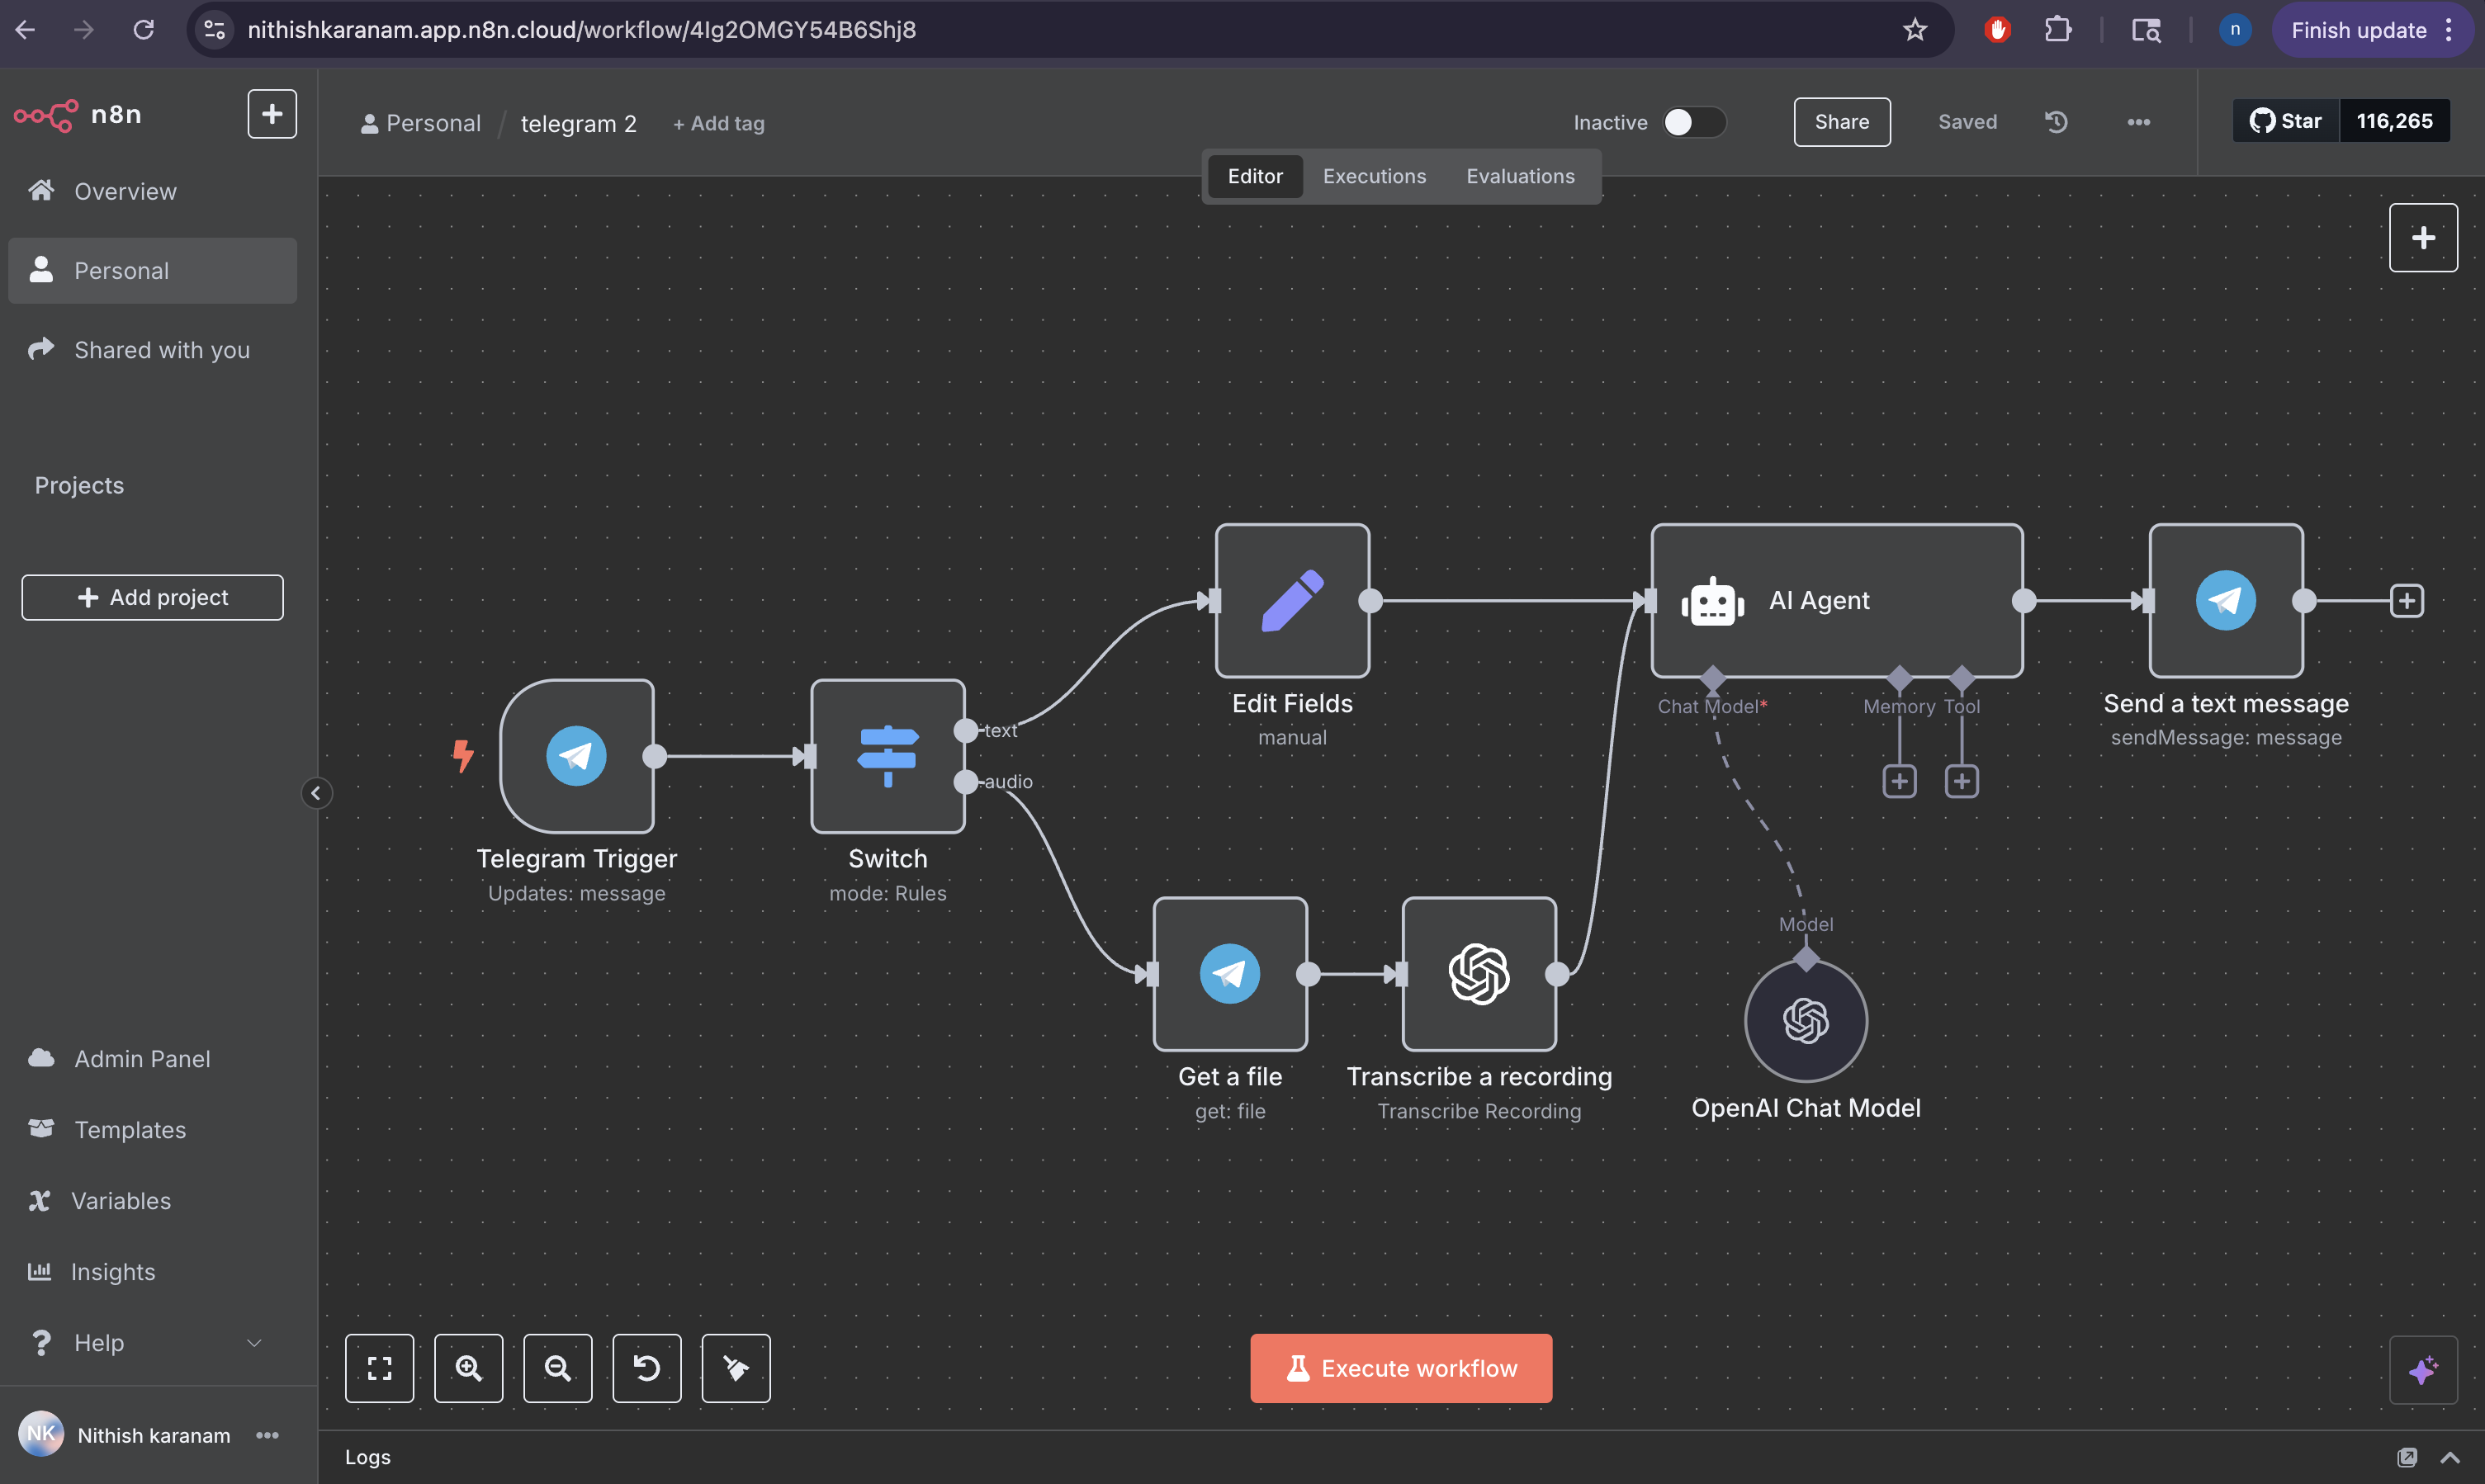 nithishkaranam.app.n8n.cloud/workflow/4Ig2OMGY54B6Shj8
n
Finish update
n8n
Personal / telegram 2 + Add tag
Inactive
Share
Saved
Star 116,265
Editor Executions Evaluations
Overview
Personal
Shared with you
Projects
+ Add project
Admin Panel
Templates
Variables
Insights
Help
NK Nithish karanam
Telegram Trigger
Updates: message
Switch
mode: Rules
text
audio
Edit Fields
manual
Get a file
get: file
Transcribe a recording
Transcribe Recording
AI Agent
Chat Model*
Memory
Tool
Model
OpenAI Chat Model
Send a text message
sendMessage: message
Execute workflow
Logs